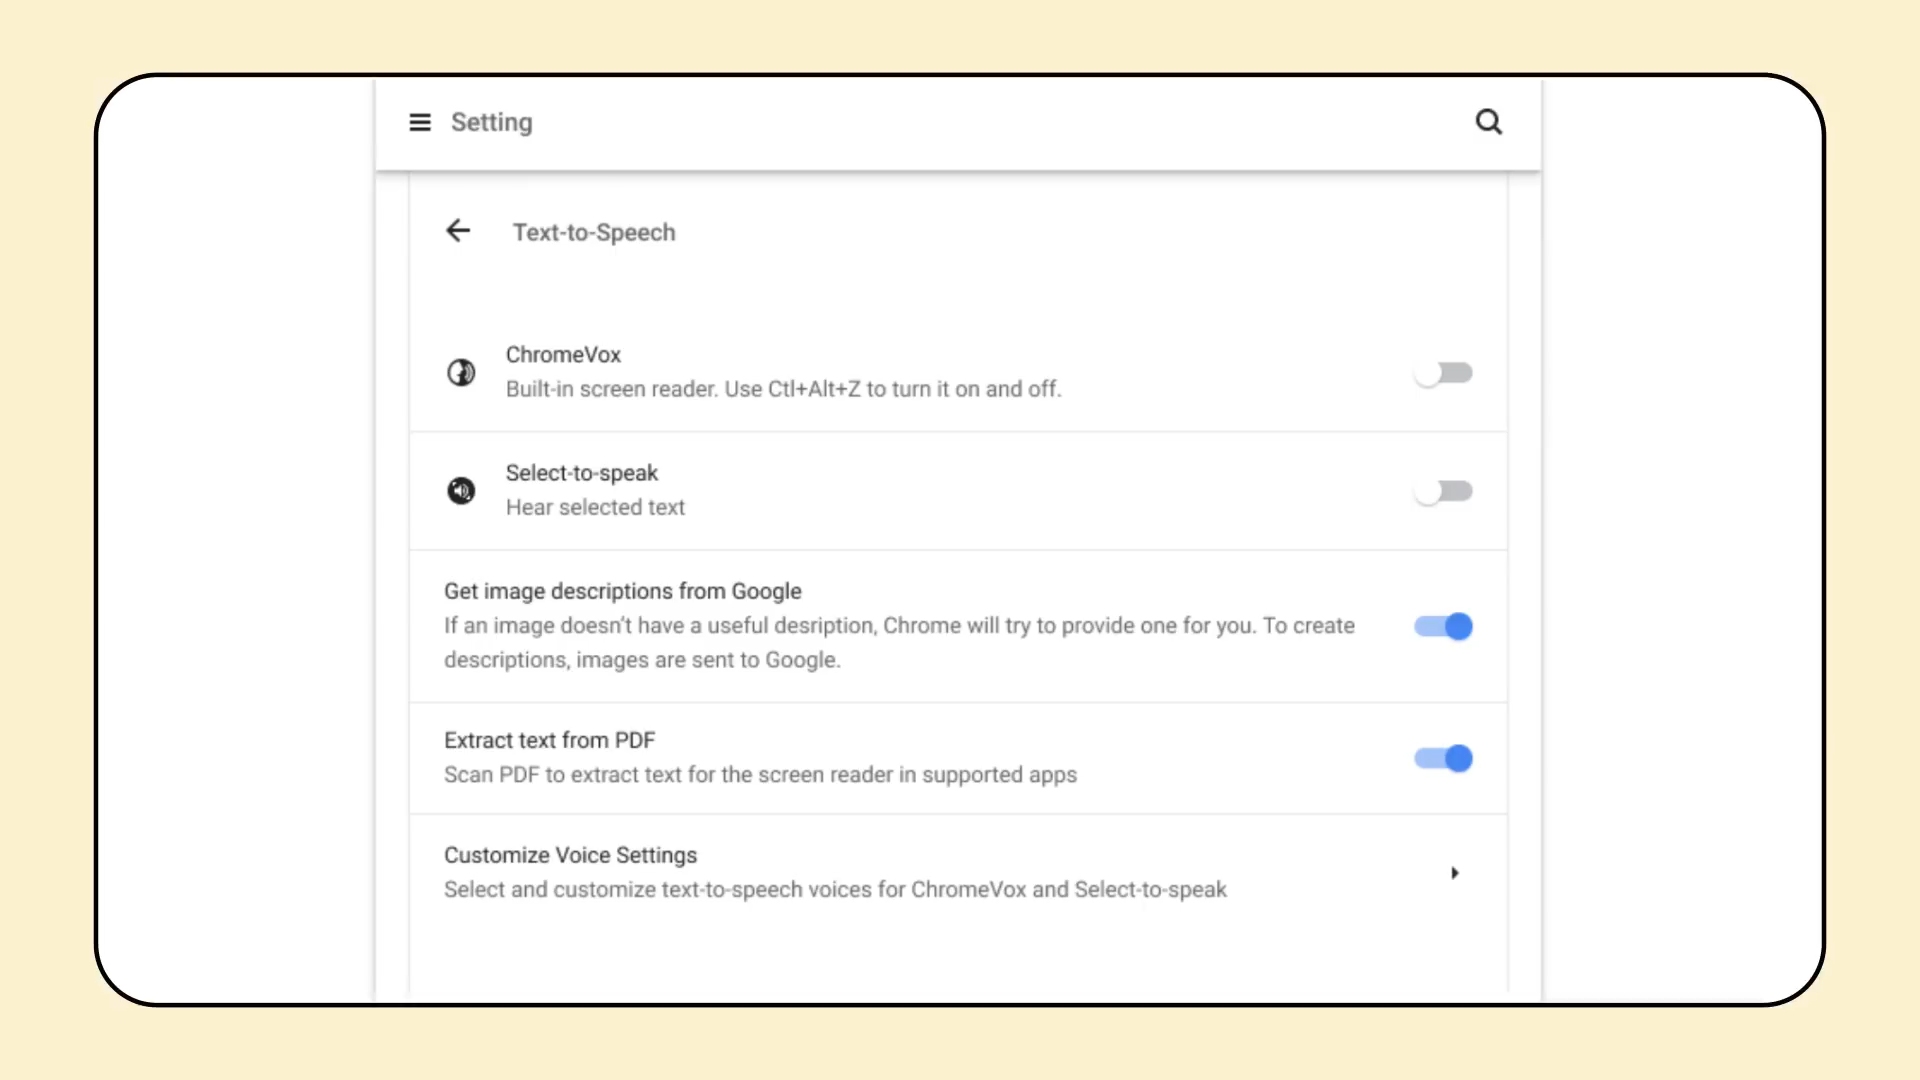 Setting
Text-to-Speech
ChromeVox
Built-in screen reader. Use Ctl+Alt+Z to turn it on and off.
Select-to-speak
Hear selected text
Get image descriptions from Google
If an image doesn't have a useful desription, Chrome will try to provide one for you. To create
descriptions, images are sent to Google.
Extract text from PDF
Scan PDF to extract text for the screen reader in supported apps
Customize Voice Settings
Select and customize text-to-speech voices for ChromeVox and Select-to-speak